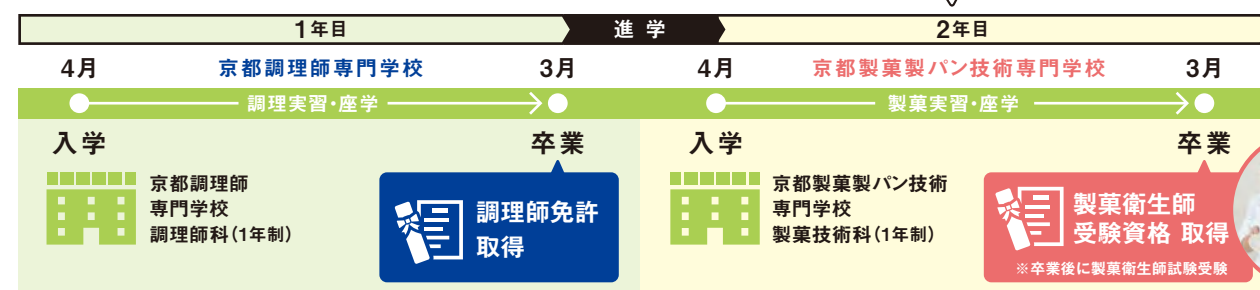 1年目
進学
2年目
4月
京都調理師専門学校
3月
4月
京都製菓製パン技術専門学校
3月
調理実習・座学
製菓実習・座学
入学
卒業
入学
卒業
京都調理師
専門学校
調理師科（1年制）
調理師免許
取得
京都製菓製パン技術
専門学校
製菓技術科（1年制）
製菓衛生師
受験資格 取得
※卒業後に製菓衛生師試験受験